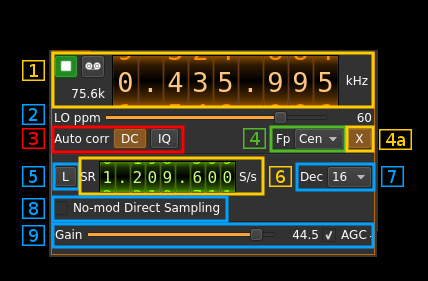 1 0.435.995 kHz
75.6k
2 LO ppm 60
3 Auto corr DC IQ 4 Fp Cen X 4a
5 L SR 1.209.600 S/s 6 Dec 16 7
8 No-mod Direct Sampling
9 Gain 44.5 ✓ AGC